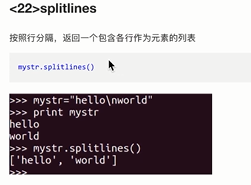 <22>splitlines
按照行分隔，返回一个包含各行作为元素的列表
mystr.splitlines()
>>> mystr="hello\nworld"
>>> print mystr
hello
world
>>> mystr.splitlines()
['hello', 'world']
>>>